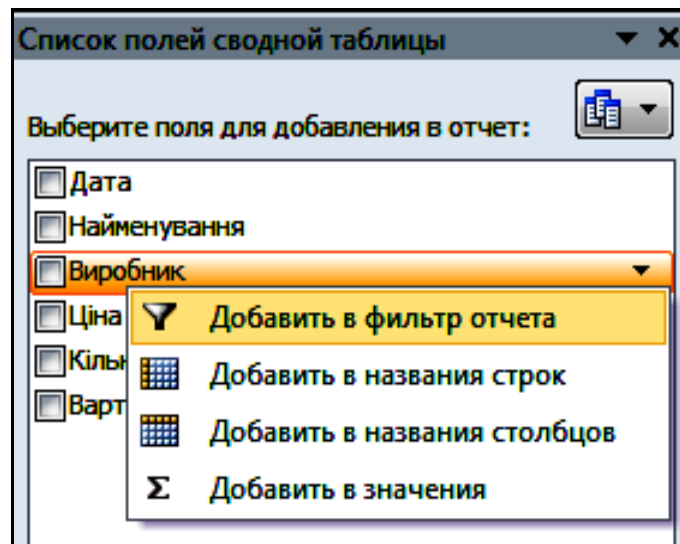 Список полей сводной таблицы
Выберите поля для добавления в отчет:
Дата
Найменування
Виробник
Ціна
Добавить в фильтр отчета
Добавить в названия строк
Добавить в названия столбцов
Σ Добавить в значения